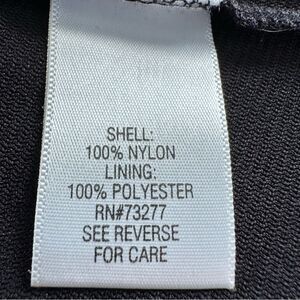 SHELL:
100% NYLON
LINING:
100% POLYESTER
RN#73277
SEE REVERSE
FOR CARE